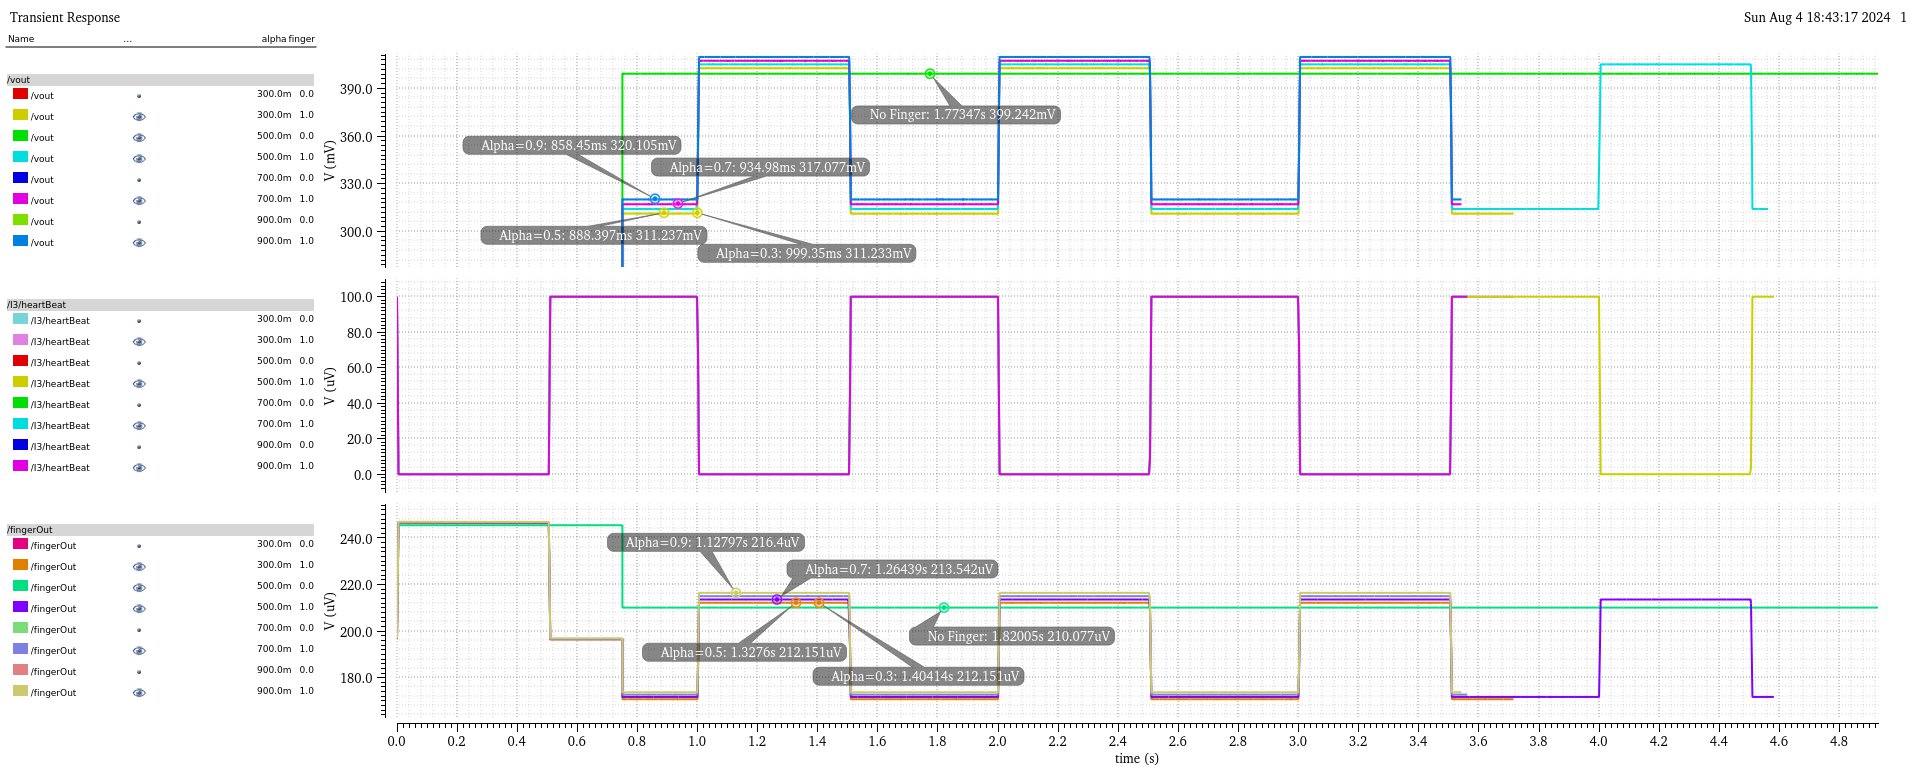 Transient Response
Sun Aug 4 18:43:17 2024 1
Name ... alpha finger
/vout
/vout 300.0m 0.0
/vout 300.0m 1.0
/vout 500.0m 0.0
/vout 500.0m 1.0
/vout 700.0m 0.0
/vout 700.0m 1.0
/vout 900.0m 0.0
/vout 900.0m 1.0
V (mV)
390.0
360.0
330.0
300.0
No Finger: 1.77347s 399.242mV
Alpha=0.9: 858.45ms 320.105mV
Alpha=0.7: 934.98ms 317.077mV
Alpha=0.5: 888.397ms 311.237mV
Alpha=0.3: 999.35ms 311.233mV
/I3/heartBeat
/I3/heartBeat 300.0m 0.0
/I3/heartBeat 300.0m 1.0
/I3/heartBeat 500.0m 0.0
/I3/heartBeat 500.0m 1.0
/I3/heartBeat 700.0m 0.0
/I3/heartBeat 700.0m 1.0
/I3/heartBeat 900.0m 0.0
/I3/heartBeat 900.0m 1.0
V (uV)
100.0
80.0
60.0
40.0
20.0
0.0
/fingerOut
/fingerOut 300.0m 0.0
/fingerOut 300.0m 1.0
/fingerOut 500.0m 0.0
/fingerOut 500.0m 1.0
/fingerOut 700.0m 0.0
/fingerOut 700.0m 1.0
/fingerOut 900.0m 0.0
/fingerOut 900.0m 1.0
V (uV)
240.0
220.0
200.0
180.0
Alpha=0.9: 1.12797s 216.4uV
Alpha=0.7: 1.26439s 213.542uV
No Finger: 1.82005s 210.077uV
Alpha=0.5: 1.3276s 212.151uV
Alpha=0.3: 1.40414s 212.151uV
0.0 0.2 0.4 0.6 0.8 1.0 1.2 1.4 1.6 1.8 2.0 2.2 2.4 2.6 2.8 3.0 3.2 3.4 3.6 3.8 4.0 4.2 4.4 4.6 4.8
time (s)